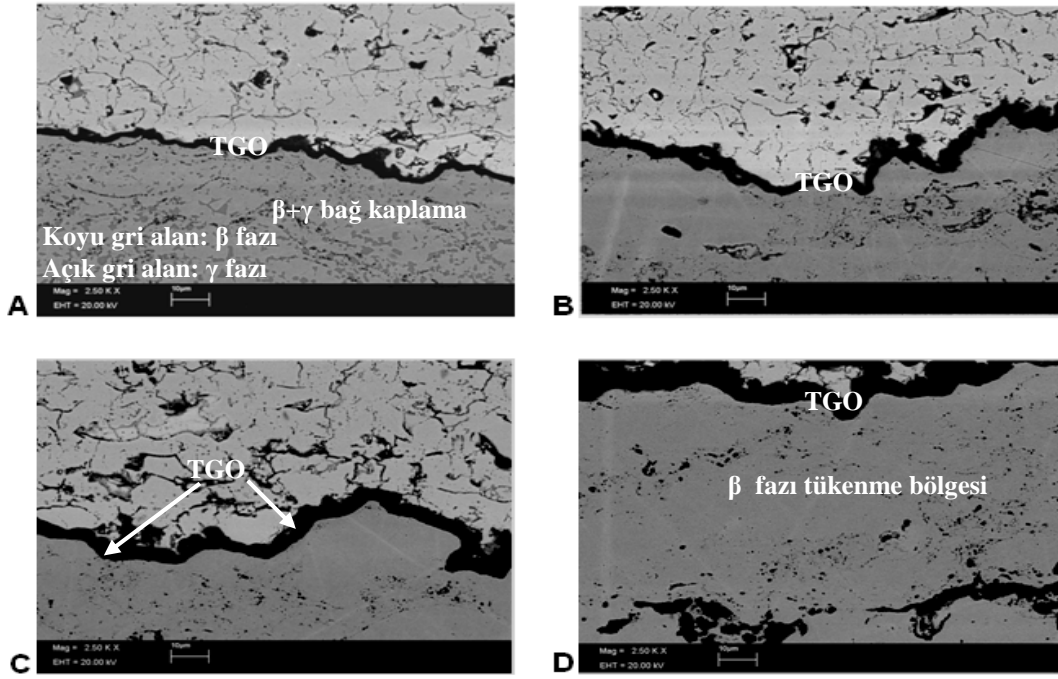 TGO
β+γ bağ kaplama
Koyu gri alan: β fazı
Açık gri alan: γ fazı
Mag = 2.50 K X
EHT = 20.00 kV
10µm
A
TGO
Mag = 2.50 K X
EHT = 20.00 kV
10µm
B
TGO
Mag = 2.50 K X
EHT = 20.00 kV
10µm
C
TGO
β fazı tükenme bölgesi
Mag = 2.50 K X
EHT = 20.00 kV
10µm
D